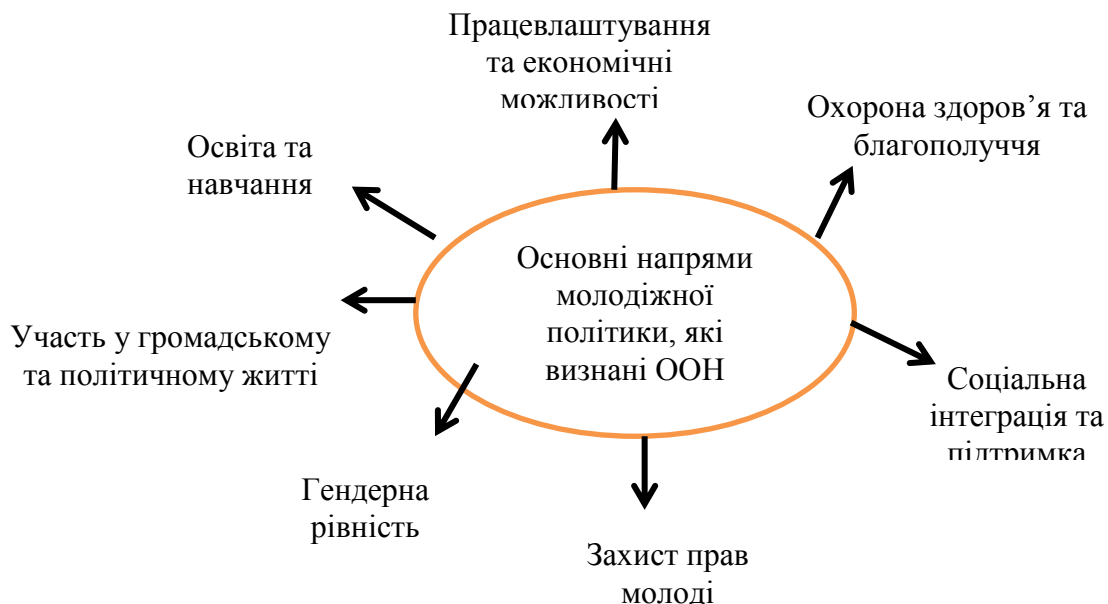 Працевлаштування
та економічні
можливості
Охорона здоров’я та
благополуччя
Освіта та
навчання
Основні напрями
молодіжної
політики, які
визнані ООН
Участь у громадському
та політичному житті
Соціальна
інтеграція та
підтримка
Гендерна
рівність
Захист прав
молоді